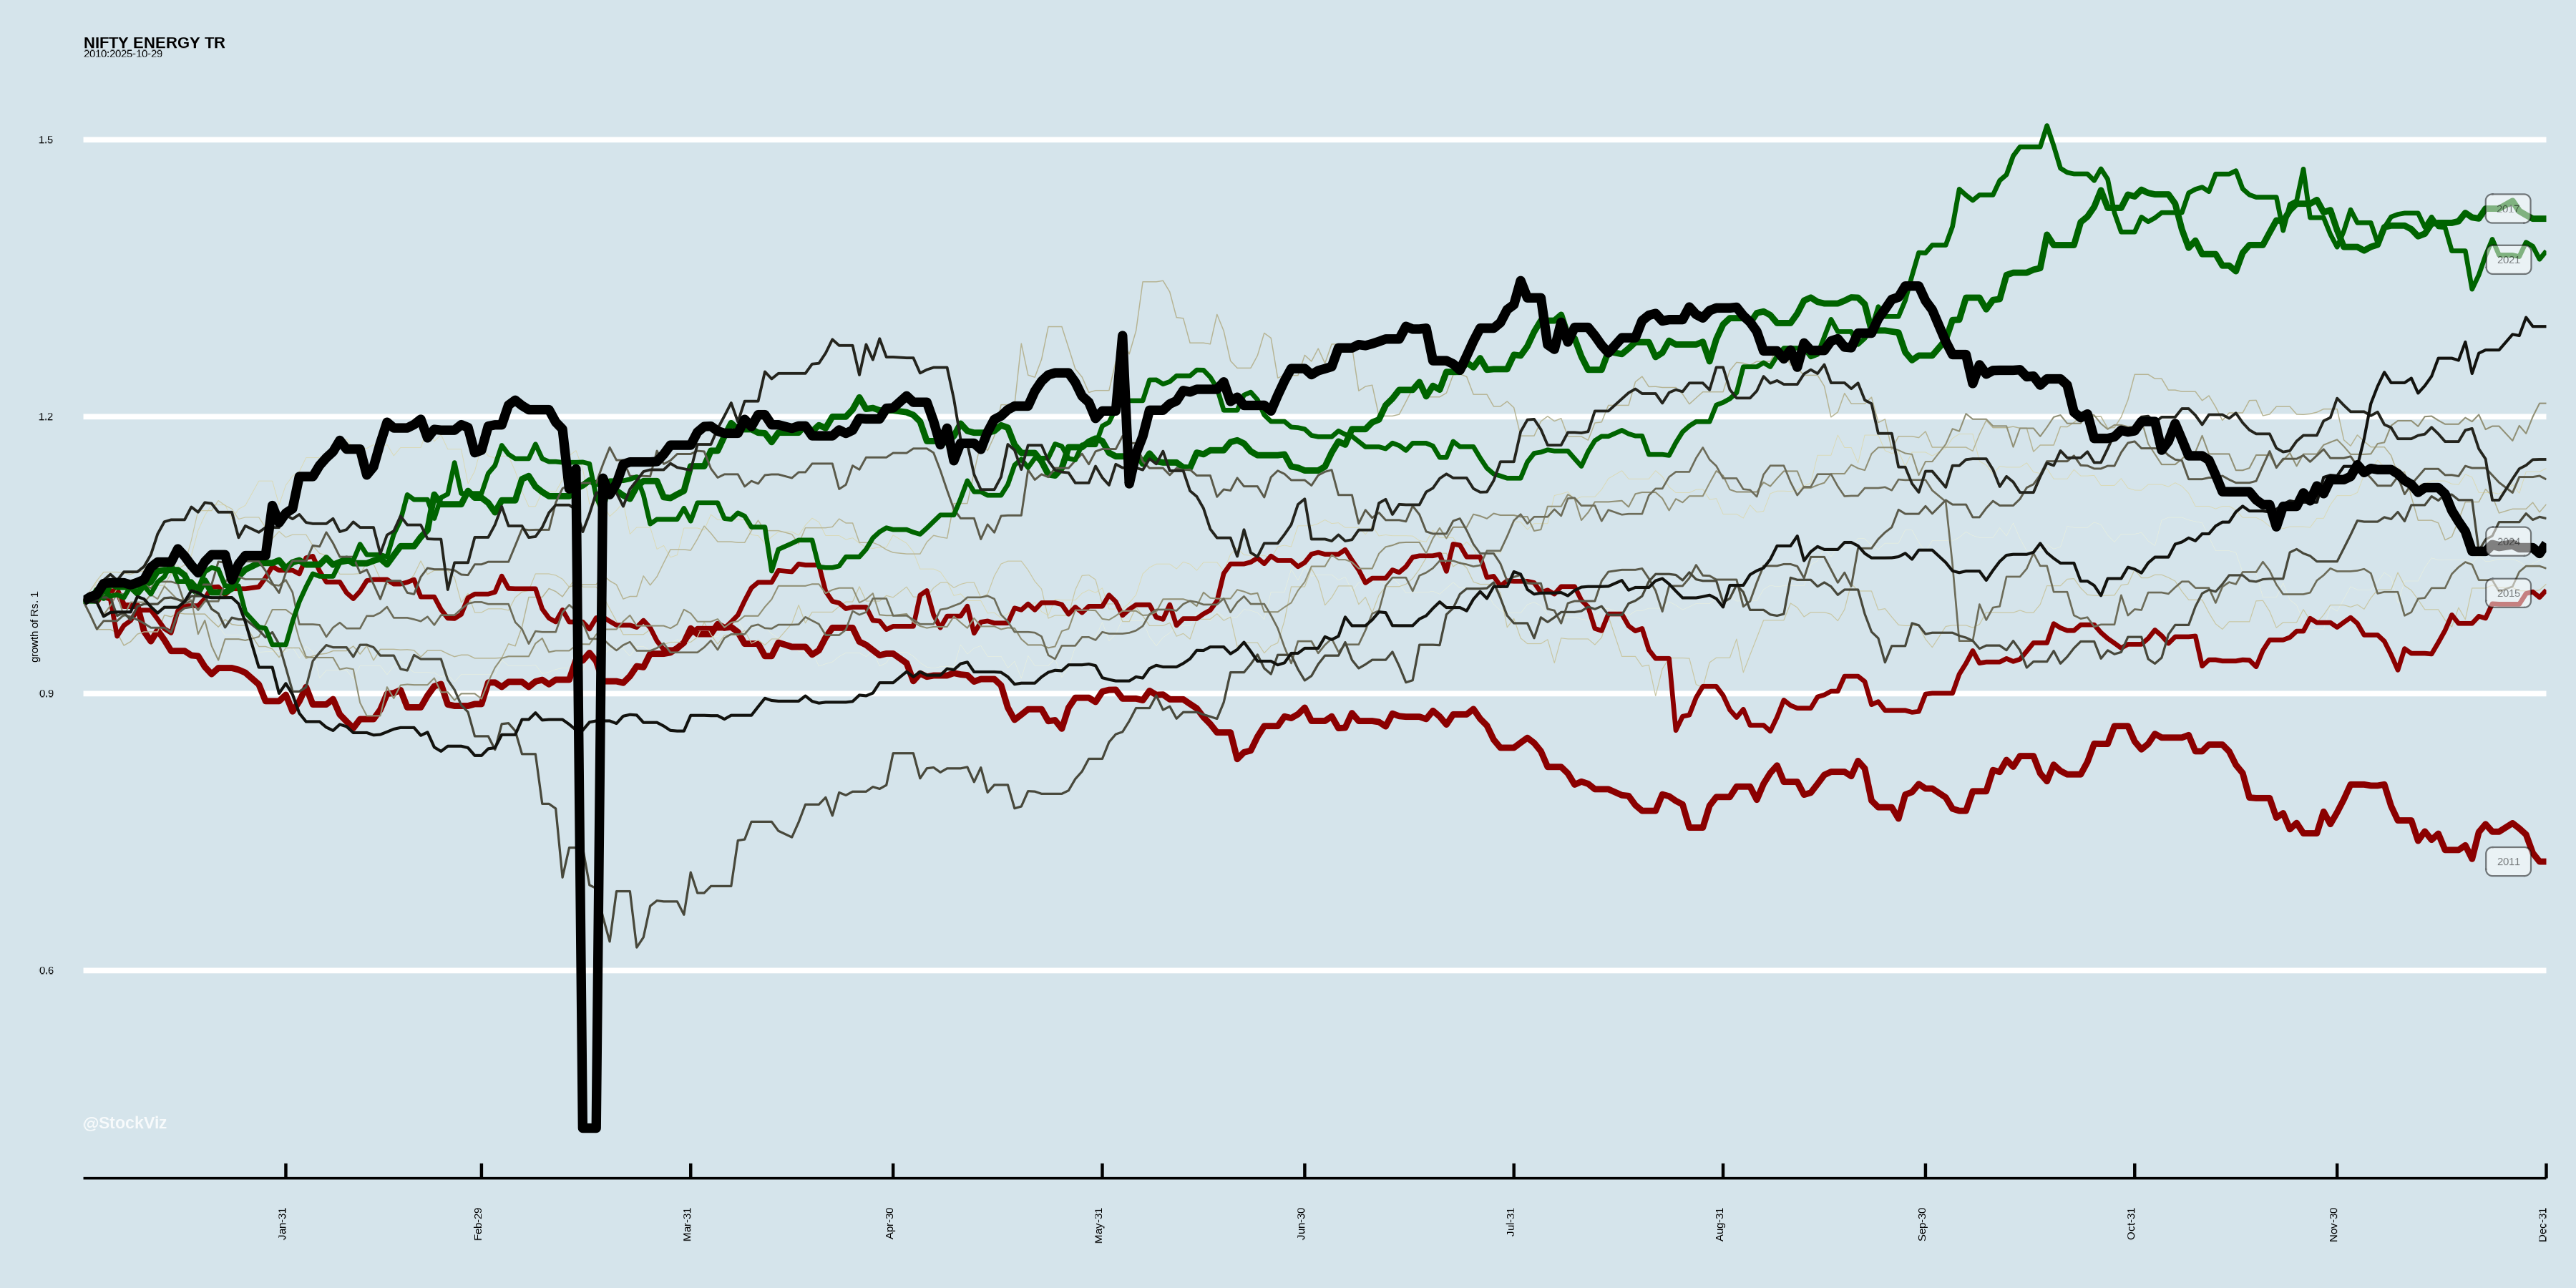 NIFTY ENERGY TR
2010:2025-10-29
1.5
1.2
0.9
0.6
growth of Rs. 1
2017
2021
2024
2015
2011
@StockViz
Jan-31
Feb-29
Mar-31
Apr-30
May-31
Jun-30
Jul-31
Aug-31
Sep-30
Oct-31
Nov-30
Dec-31